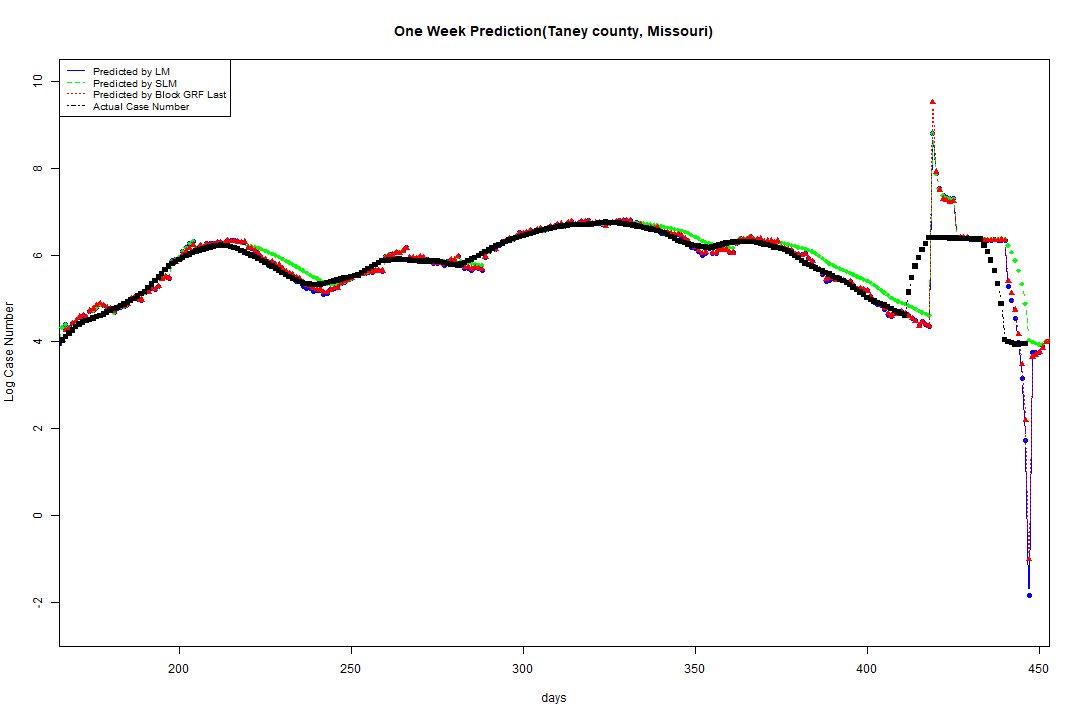 One Week Prediction(Taney county, Missouri)
Predicted by LM
Predicted by SLM
Predicted by Block GRF Last
Actual Case Number
10
8
6
4
2
0
-2
Log Case Number
200 250 300 350 400 450
days